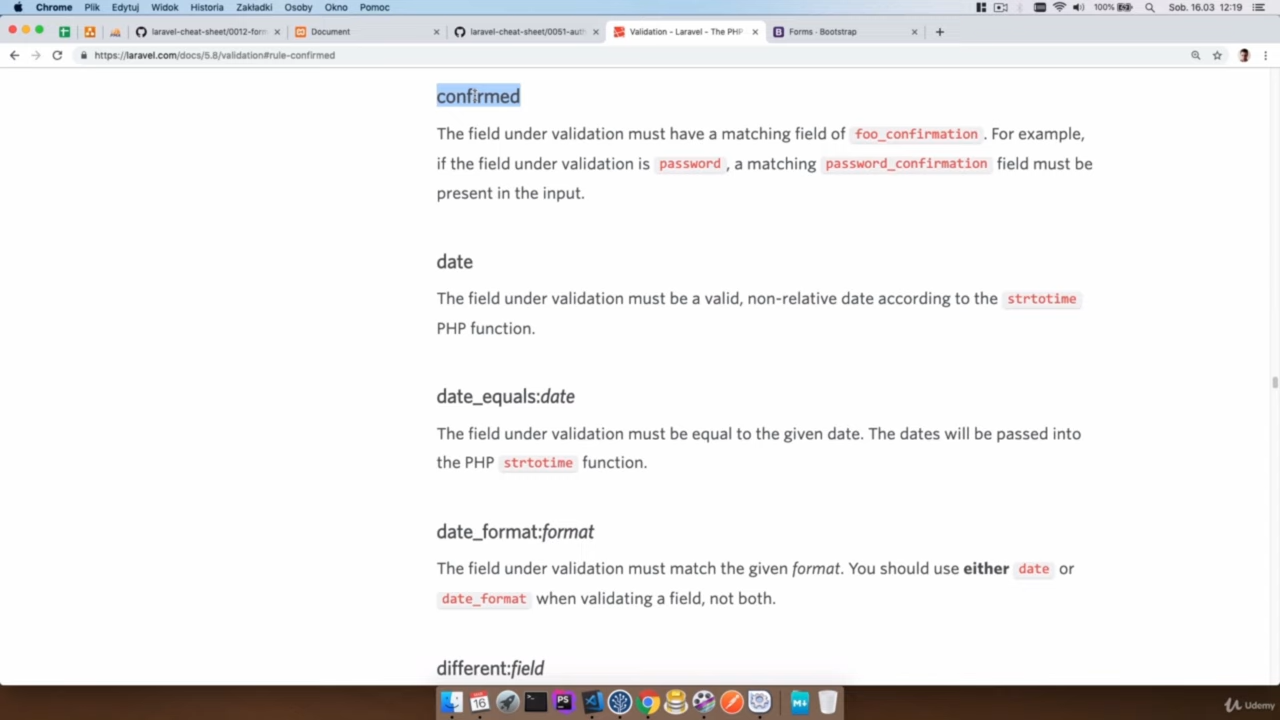 Chrome Plik Edytuj Widok Historia Zakładki Osoby Okno Pomoc 100% Sob. 16.03 12:19
laravel-cheat-sheet/0012-form Document laravel-cheat-sheet/0051-auth Validation - Laravel - The PHP Forms · Bootstrap
https://laravel.com/docs/5.8/validation#rule-confirmed
confirmed
The field under validation must have a matching field of foo_confirmation. For example,
if the field under validation is password, a matching password_confirmation field must be
present in the input.
date
The field under validation must be a valid, non-relative date according to the strtotime
PHP function.
date_equals:date
The field under validation must be equal to the given date. The dates will be passed into
the PHP strtotime function.
date_format:format
The field under validation must match the given format. You should use either date or
date_format when validating a field, not both.
different:field
16 PS M↓
Udemy